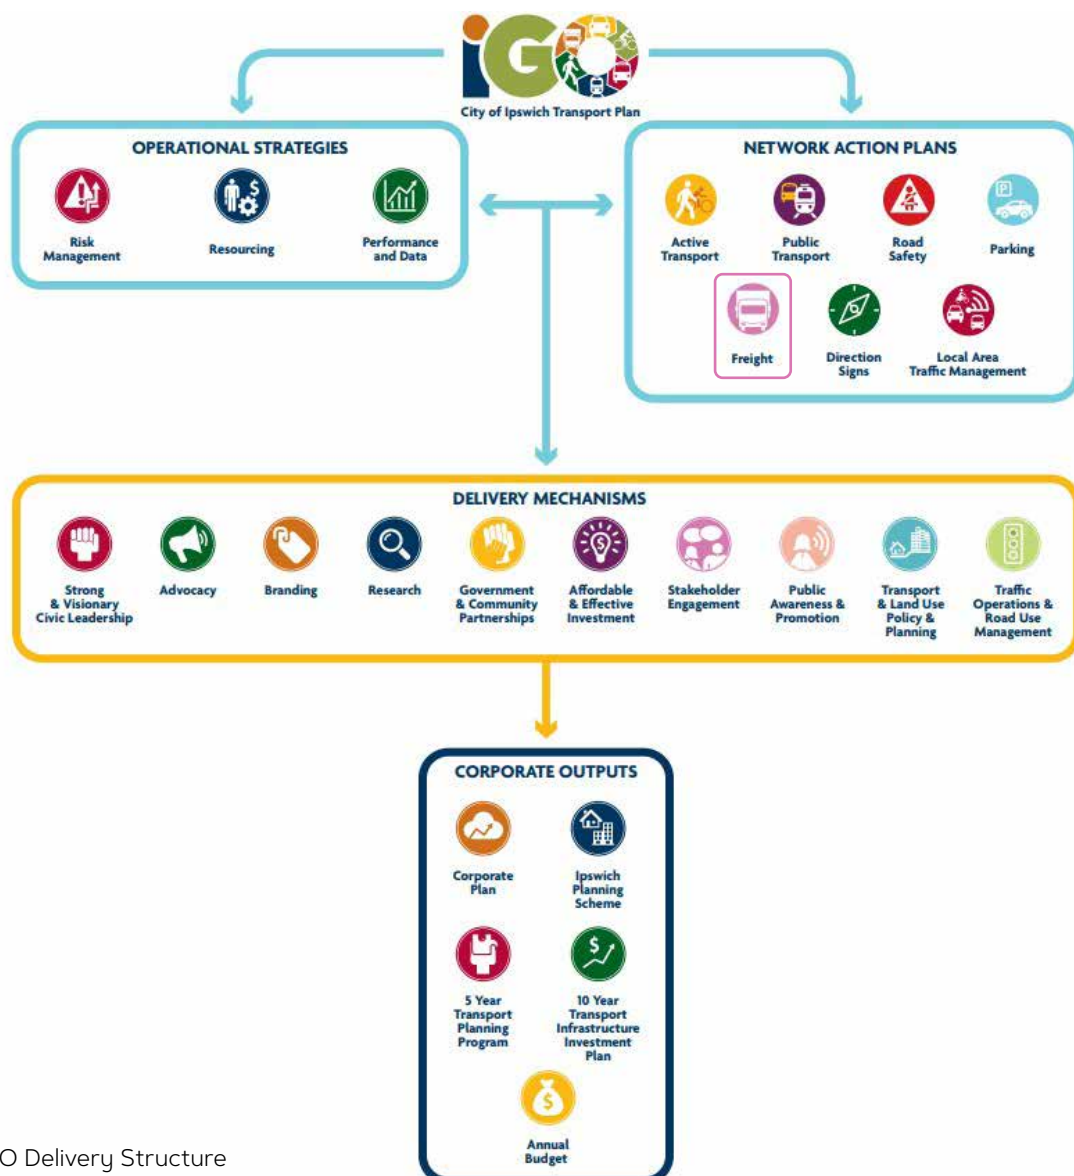 iGO
City of Ipswich Transport Plan
OPERATIONAL STRATEGIES
Risk
Management
Resourcing
Performance
and Data
NETWORK ACTION PLANS
Active
Transport
Public
Transport
Road
Safety
P
Parking
Freight
Direction
Signs
Local Area
Traffic Management
DELIVERY MECHANISMS
Strong
& Visionary
Civic Leadership
Advocacy
Branding
Research
Government
& Community
Partnerships
Affordable
& Effective
Investment
Stakeholder
Engagement
Public
Awareness &
Promotion
Transport
& Land Use
Policy &
Planning
Traffic
Operations &
Road Use
Management
CORPORATE OUTPUTS
Corporate
Plan
Ipswich
Planning
Scheme
5 Year
Transport
Planning
Program
10 Year
Transport
Infrastructure
Investment
Plan
Annual
Budget
O Delivery Structure